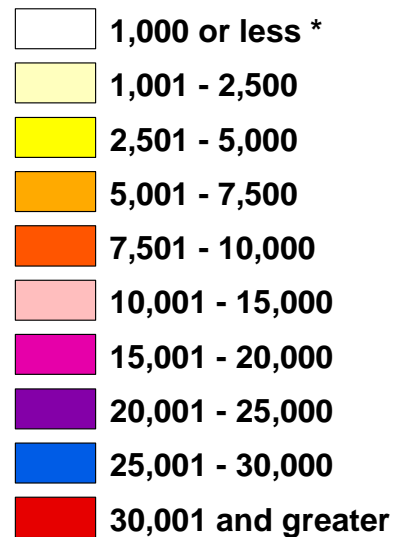 1,000 or less *
1,001 - 2,500
2,501 - 5,000
5,001 - 7,500
7,501 - 10,000
10,001 - 15,000
15,001 - 20,000
20,001 - 25,000
25,001 - 30,000
30,001 and greater